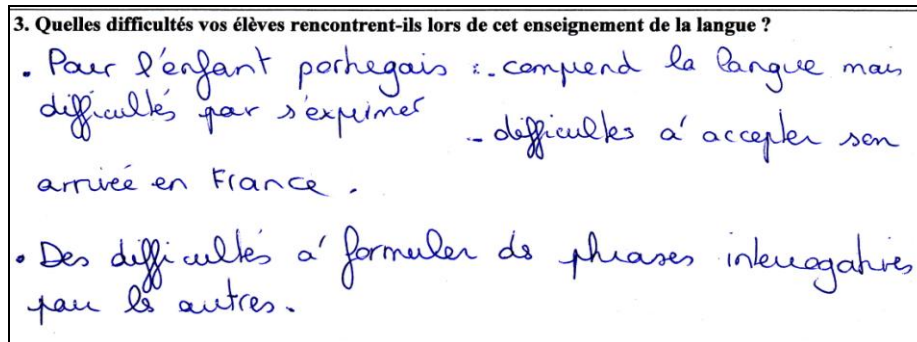 3. Quelles difficultés vos élèves rencontrent-ils lors de cet enseignement de la langue ?
• Pour l'enfant portugais : - comprend la langue mais
difficultés pour s'exprimer
- difficultés à accepter son
arrivée en France.
• Des difficultés à formuler des phrases interrogatives
pour les autres.